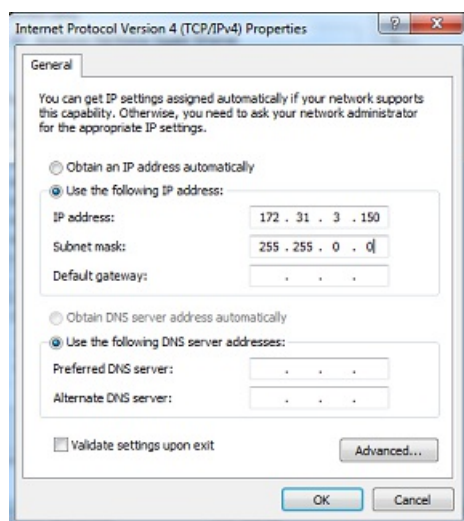 Internet Protocol Version 4 (TCP/IPv4) Properties
General
You can get IP settings assigned automatically if your network supports
this capability. Otherwise, you need to ask your network administrator
for the appropriate IP settings.
Obtain an IP address automatically
Use the following IP address:
IP address: 172 . 31 . 3 . 150
Subnet mask: 255 . 255 . 0 . 0
Default gateway: . . .
Obtain DNS server address automatically
Use the following DNS server addresses:
Preferred DNS server: . . .
Alternate DNS server: . . .
Validate settings upon exit
Advanced...
OK Cancel